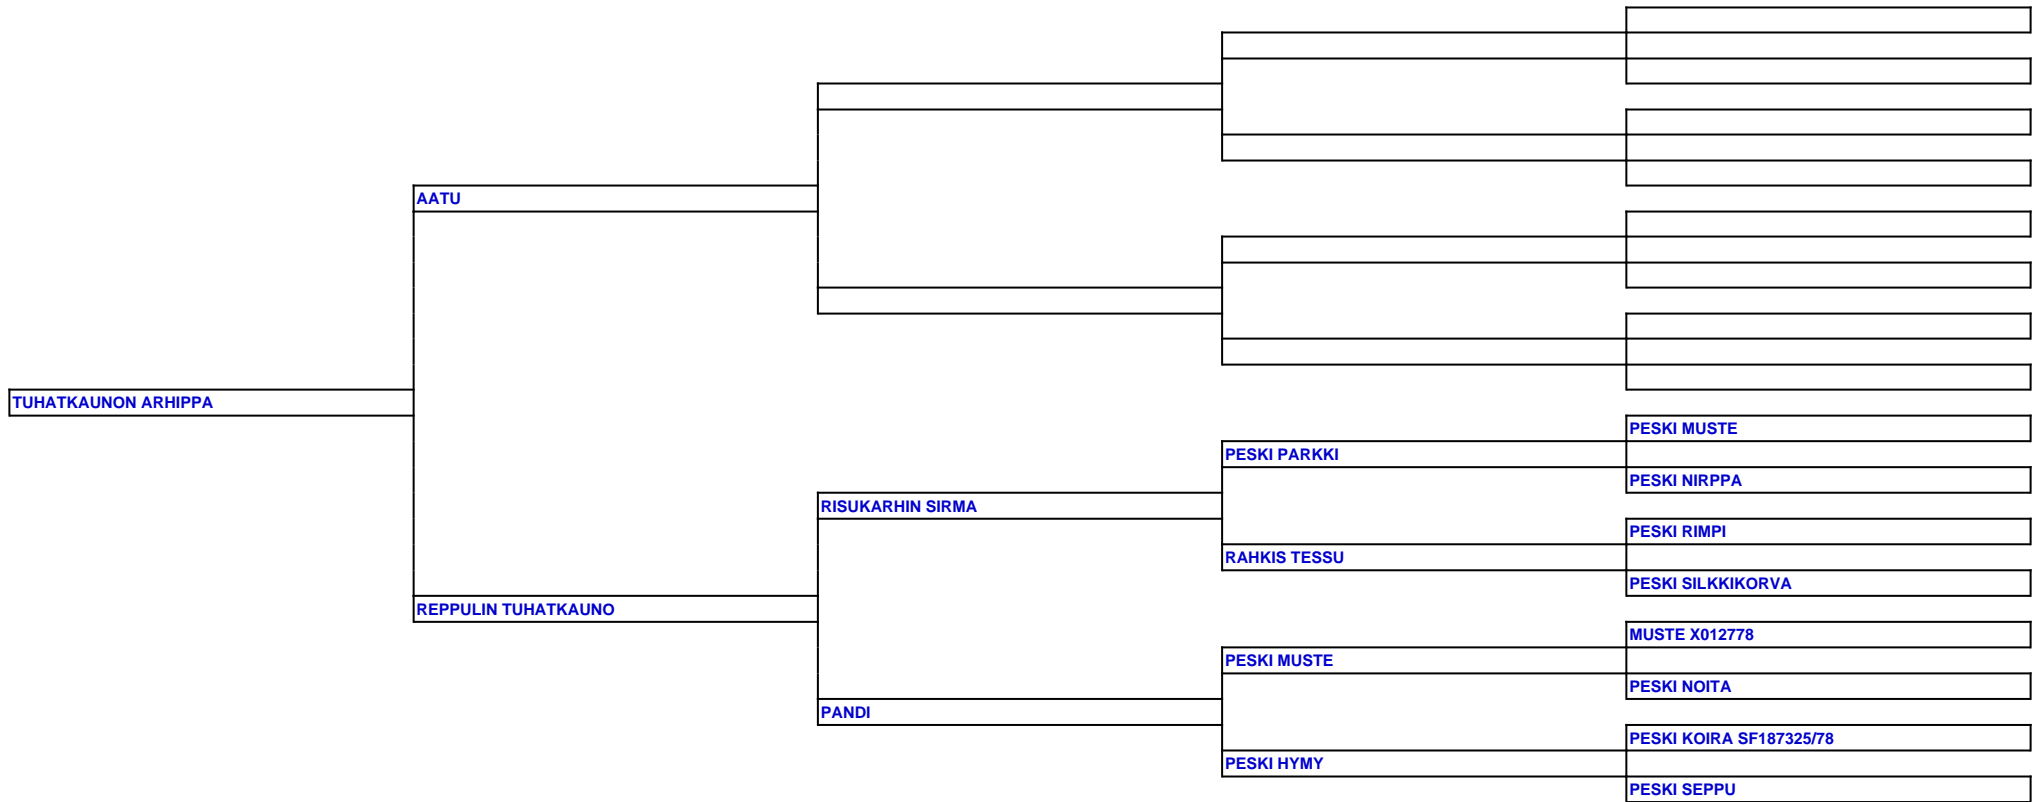 AATU
TUHATKAUNON ARHIPPA
PESKI MUSTE
PESKI PARKKI
PESKI NIRPPA
RISUKARHIN SIRMA
PESKI RIMPI
RAHKIS TESSU
PESKI SILKKIKORVA
REPPULIN TUHATKAUNO
MUSTE X012778
PESKI MUSTE
PESKI NOITA
PANDI
PESKI KOIRA SF187325/78
PESKI HYMY
PESKI SEPPU